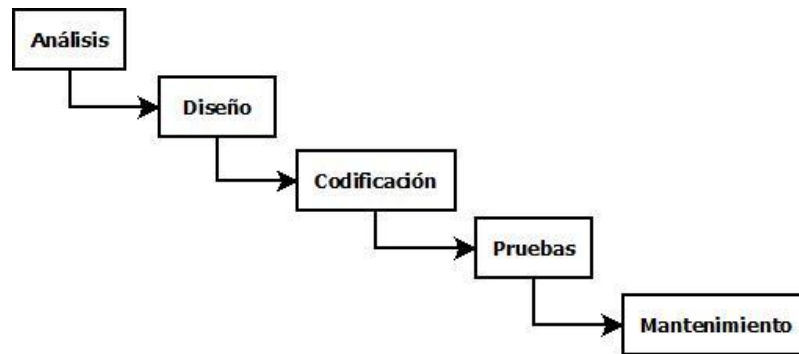 Análisis
Diseño
Codificación
Pruebas
Mantenimiento